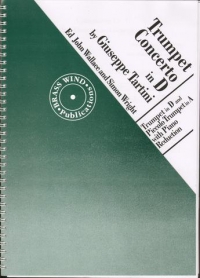 Trumpet
Concerto
in D
by
Giuseppe Tartini
Ed John Wallace and Simon Wright
Trumpet in D and
Piccolo Trumpet in A
with Piano
Reduction
BRASS WIND
Publications